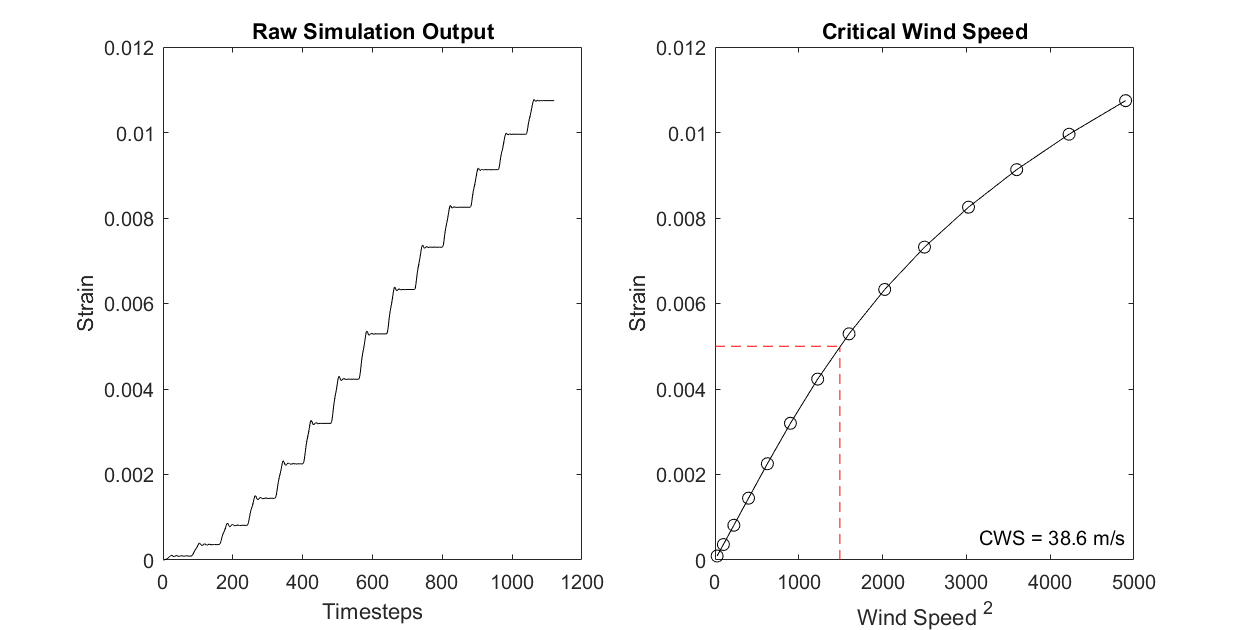 Raw Simulation Output
0.012
0.01
0.008
0.006
0.004
0.002
0
Strain
0 200 400 600 800 1000 1200
Timesteps
Critical Wind Speed
0.012
0.01
0.008
0.006
0.004
0.002
0
Strain
CWS = 38.6 m/s
0 1000 2000 3000 4000 5000
Wind Speed 2